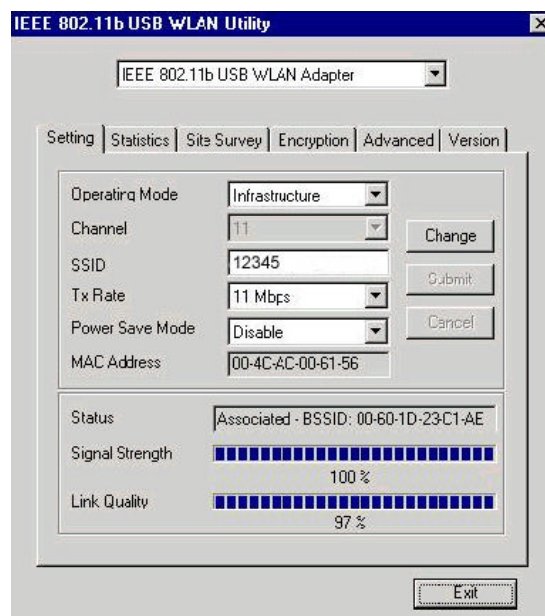 IEEE 802.11b USB WLAN Utility
IEEE 802.11b USB WLAN Adapter
Setting Statistics Site Survey Encryption Advanced Version
Operating Mode Infrastructure
Channel 11
Change
SSID 12345
Submit
Tx Rate 11 Mbps
Power Save Mode Disable
Cancel
MAC Address 00-4C-AC-00-61-56
Status Associated - BSSID: 00-60-1D-23-C1-AE
Signal Strength
100 %
Link Quality
97 %
Exit